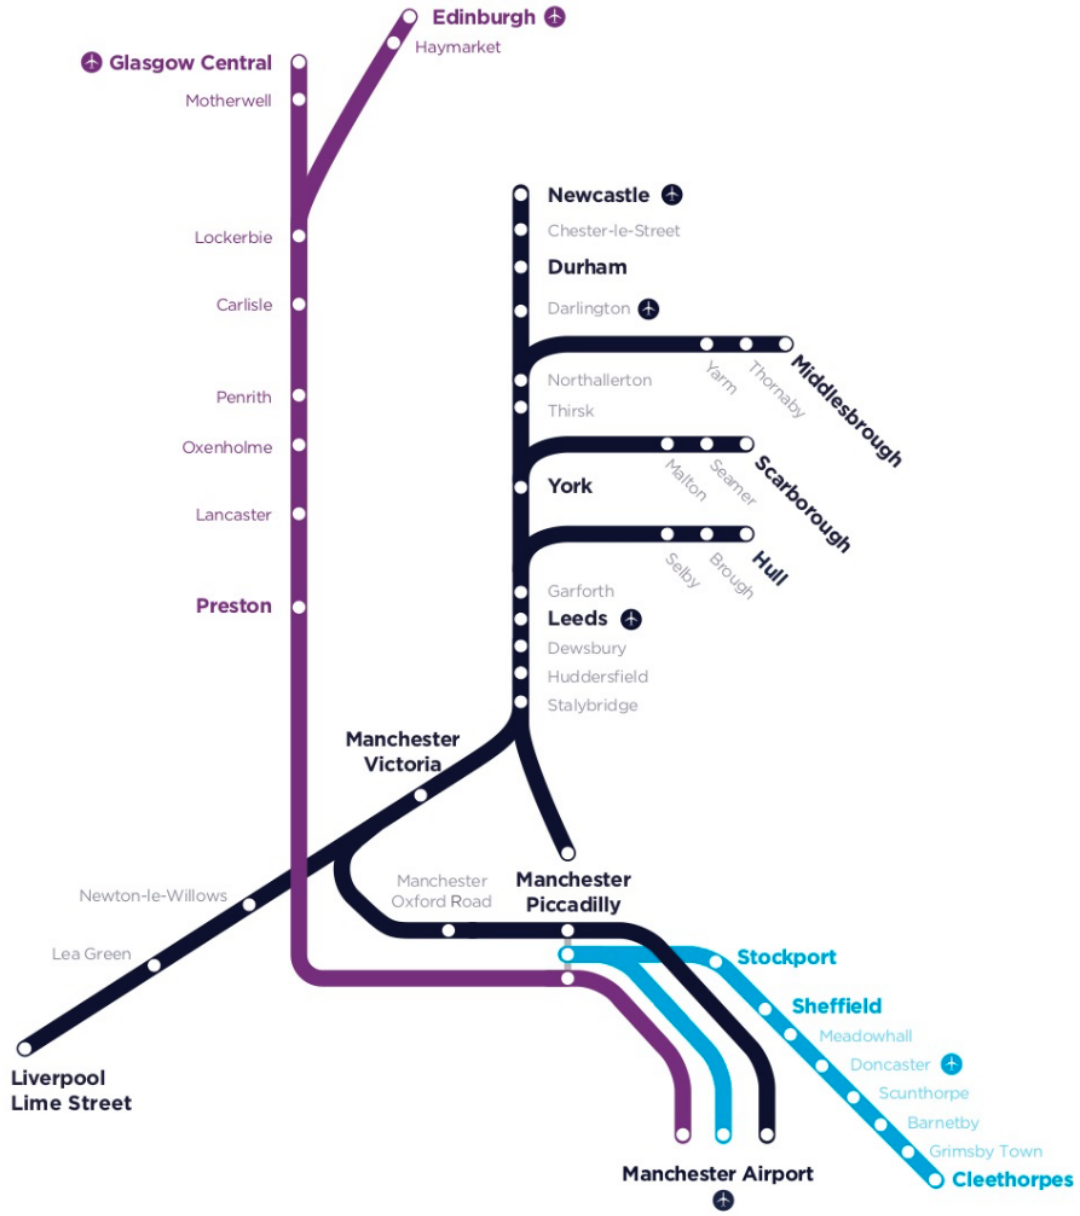 Edinburgh
Haymarket
Glasgow Central
Motherwell
Lockerbie
Carlisle
Penrith
Oxenholme
Lancaster
Preston
Newcastle
Chester-le-Street
Durham
Darlington
Northallerton
Thirsk
York
Garforth
Leeds
Dewsbury
Huddersfield
Stalybridge
Yarm
Thornaby
Middlesbrough
Malton
Seamer
Scarborough
Selby
Brough
Hull
Manchester
Victoria
Newton-le-Willows
Lea Green
Liverpool
Lime Street
Manchester
Oxford Road
Manchester
Piccadilly
Stockport
Sheffield
Meadowhall
Doncaster
Scunthorpe
Barnetby
Grimsby Town
Cleethorpes
Manchester Airport